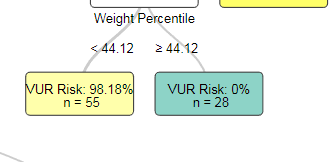 Weight Percentile
< 44.12 ≥ 44.12
VUR Risk: 98.18% VUR Risk: 0%
n = 55 n = 28